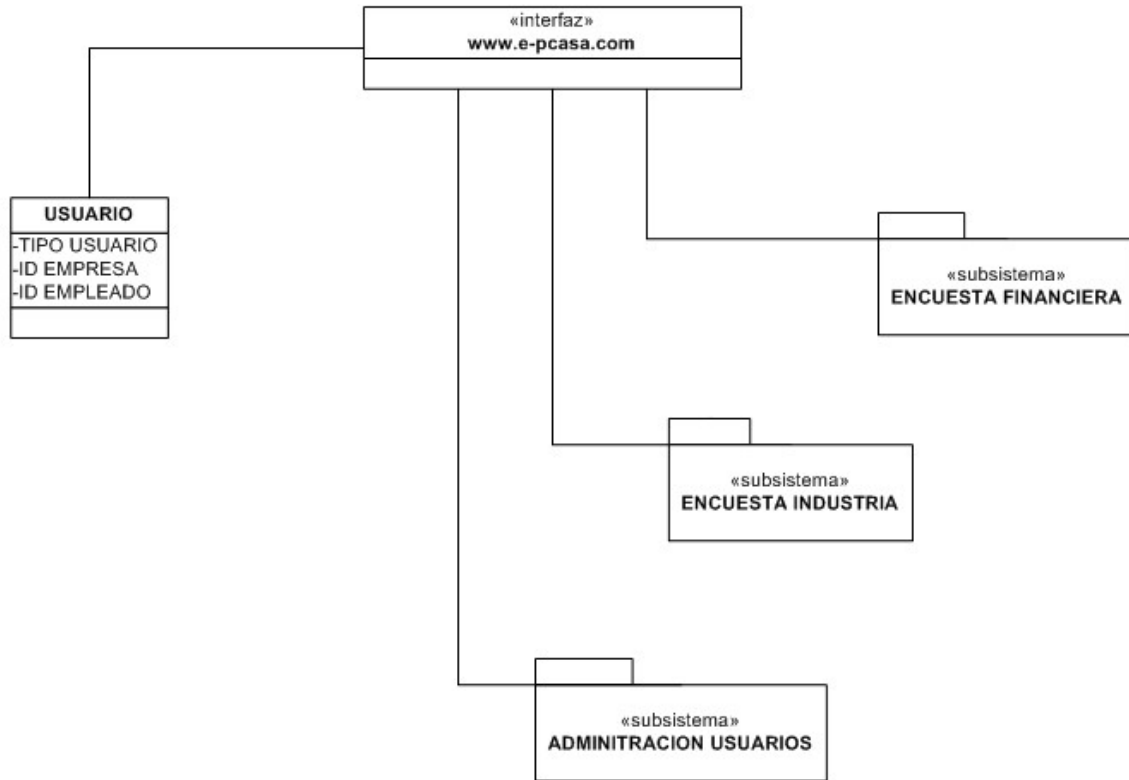 «interfaz»
www.e-pcasa.com
USUARIO
-TIPO USUARIO
-ID EMPRESA
-ID EMPLEADO
«subsistema»
ENCUESTA FINANCIERA
«subsistema»
ENCUESTA INDUSTRIA
«subsistema»
ADMINITRACION USUARIOS